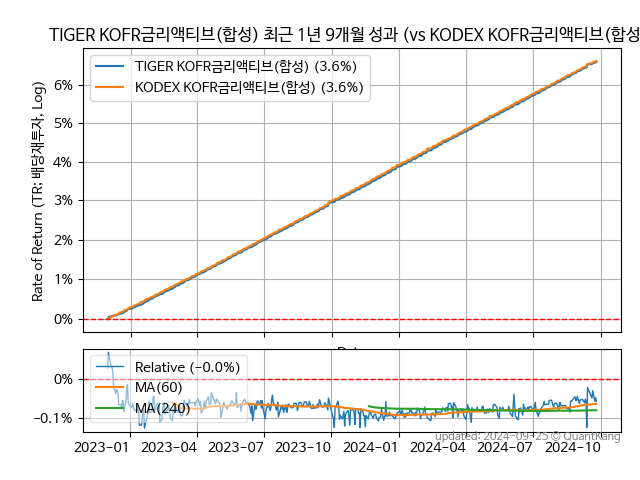 TIGER KOFR금리액티브(합성) 최근 1년 9개월 성과 (vs KODEX KOFR금리액티브(합성
TIGER KOFR금리액티브(합성) (3.6%)
KODEX KOFR금리액티브(합성) (3.6%)
Rate of Return (TR: 배당재투자, Log)
6%
5%
4%
3%
2%
1%
0%
Relative (−0.0%)
MA(60)
MA(240)
0%
−0.1%
updated: 2024-09-25 © QuantKang
2023-01 2023-04 2023-07 2023-10 2024-01 2024-04 2024-07 2024-10